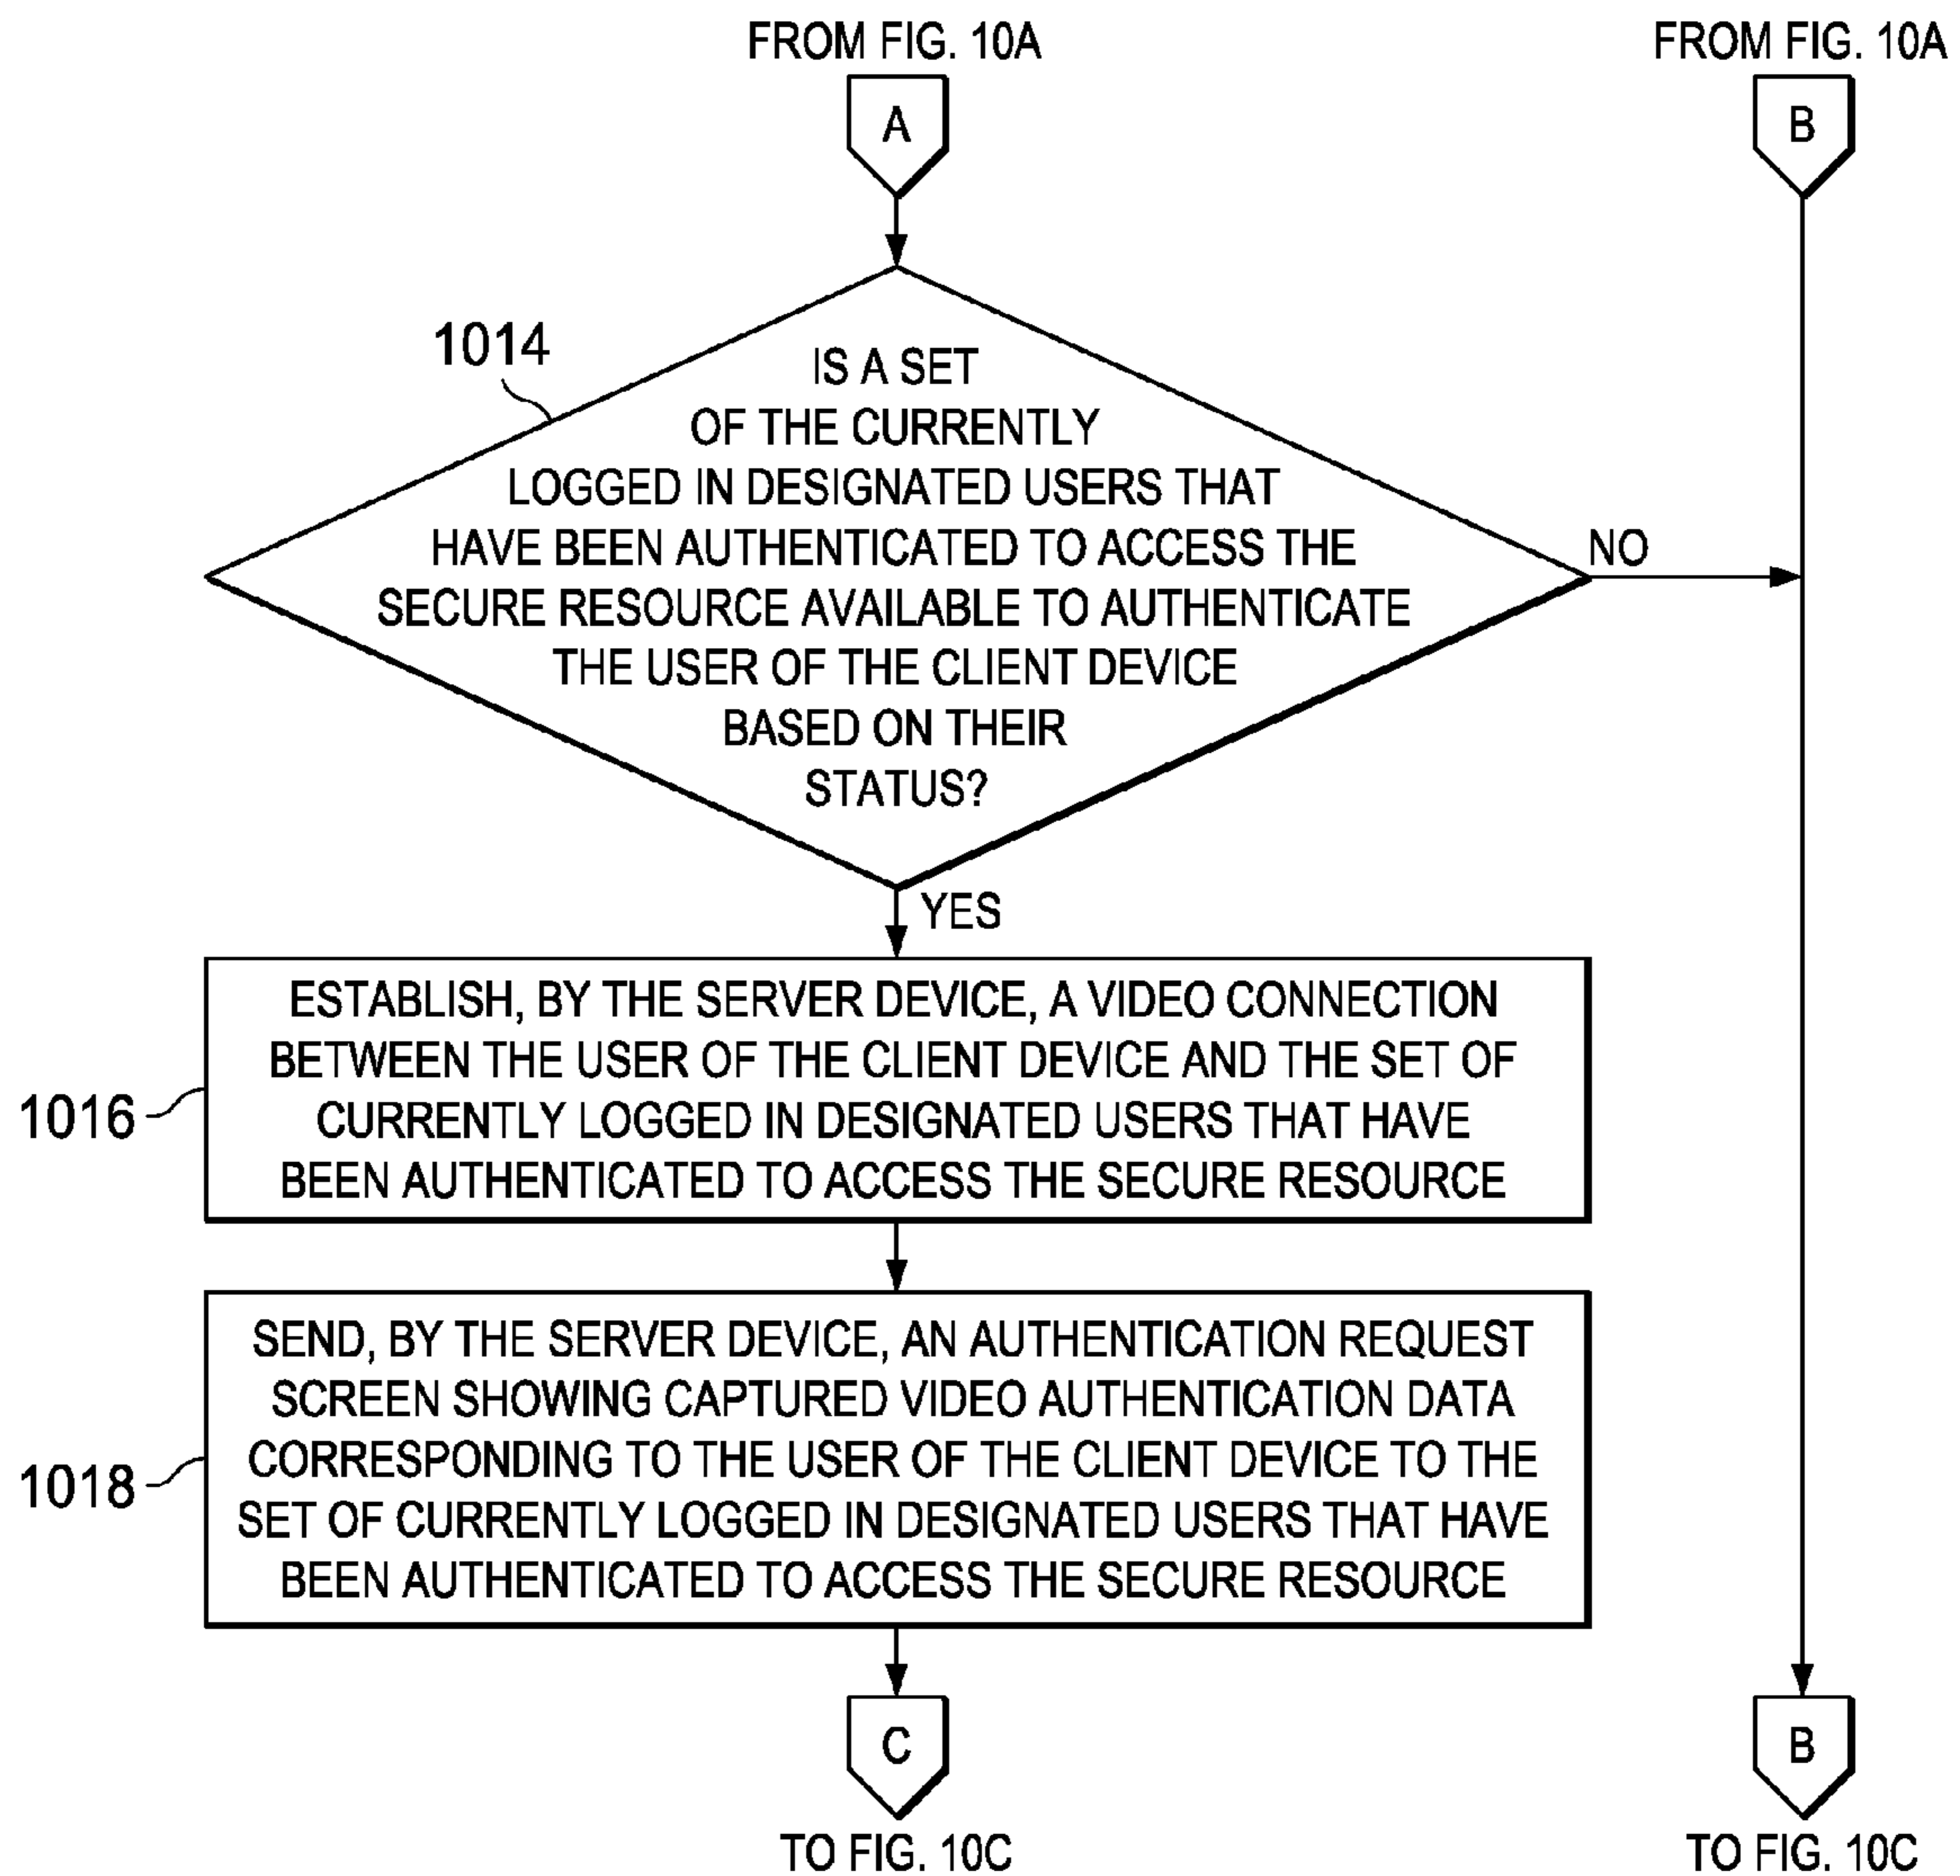 FROM FIG. 10A
FROM FIG. 10A
A
B
1014
IS A SET
OF THE CURRENTLY
LOGGED IN DESIGNATED USERS THAT
HAVE BEEN AUTHENTICATED TO ACCESS THE
SECURE RESOURCE AVAILABLE TO AUTHENTICATE
THE USER OF THE CLIENT DEVICE
BASED ON THEIR
STATUS?
NO
YES
1016
ESTABLISH, BY THE SERVER DEVICE, A VIDEO CONNECTION
BETWEEN THE USER OF THE CLIENT DEVICE AND THE SET OF
CURRENTLY LOGGED IN DESIGNATED USERS THAT HAVE
BEEN AUTHENTICATED TO ACCESS THE SECURE RESOURCE
1018
SEND, BY THE SERVER DEVICE, AN AUTHENTICATION REQUEST
SCREEN SHOWING CAPTURED VIDEO AUTHENTICATION DATA
CORRESPONDING TO THE USER OF THE CLIENT DEVICE TO THE
SET OF CURRENTLY LOGGED IN DESIGNATED USERS THAT HAVE
BEEN AUTHENTICATED TO ACCESS THE SECURE RESOURCE
C
B
TO FIG. 10C
TO FIG. 10C